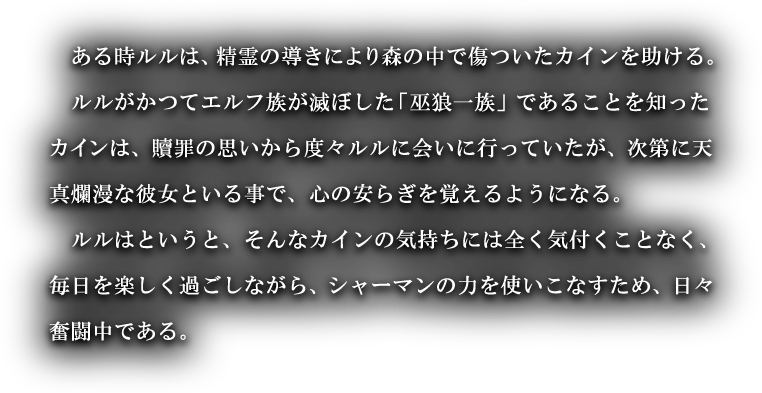 ある時ルルは、精霊の導きにより森の中で傷ついたカインを助ける。
ルルがかつてエルフ族が滅ぼした「巫狼一族」であることを知った
カインは、贖罪の思いから度々ルルに会いに行っていたが、次第に天
真爛漫な彼女といる事で、心の安らぎを覚えるようになる。
ルルはというと、そんなカインの気持ちには全く気付くことなく、
毎日を楽しく過ごしながら、シャーマンの力を使いこなすため、日々
奮闘中である。